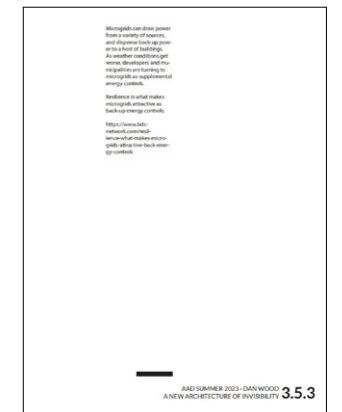 Microgrids can draw power
from a variety of sources,
and dispense back-up pow-
er to a host of buildings.
As weather conditions get
worse, developers and mu-
nicipalities are turning to
microgrids as supplemental
energy controls.
Resilience is what makes
microgrids attractive as
back-up energy controls.
https://www.bdc-
network.com/resil-
ience-what-makes-micro-
grids-attractive-back-ener-
gy-controls
AAD SUMMER 2023 - DAN WOOD
A NEW ARCHITECTURE OF INVISIBILITY 3.5.3